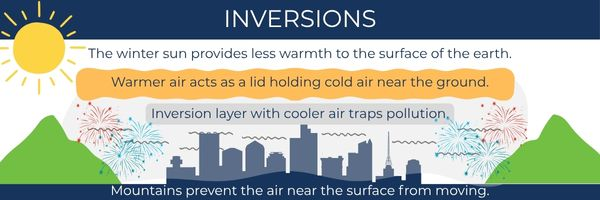 INVERSIONS
The winter sun provides less warmth to the surface of the earth.
Warmer air acts as a lid holding cold air near the ground.
Inversion layer with cooler air traps pollution.
Mountains prevent the air near the surface from moving.